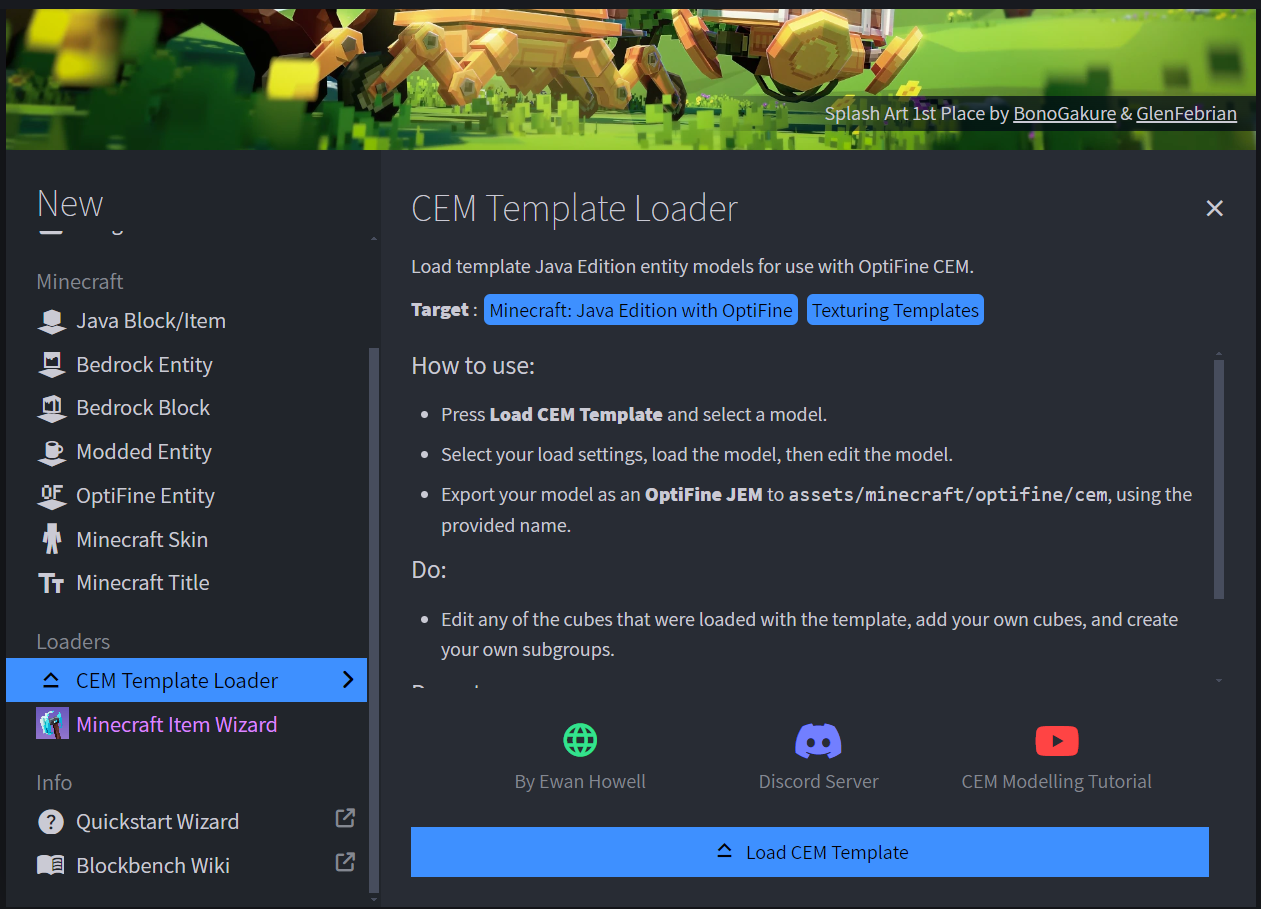 Splash Art 1st Place by BonoGakure & GlenFebrian
New
Minecraft
Java Block/Item
Bedrock Entity
Bedrock Block
Modded Entity
OptiFine Entity
Minecraft Skin
Minecraft Title
Loaders
CEM Template Loader
Minecraft Item Wizard
Info
Quickstart Wizard
Blockbench Wiki
CEM Template Loader
Load template Java Edition entity models for use with OptiFine CEM.
Target : Minecraft: Java Edition with OptiFine Texturing Templates
How to use:
• Press Load CEM Template and select a model.
• Select your load settings, load the model, then edit the model.
• Export your model as an OptiFine JEM to assets/minecraft/optifine/cem, using the
provided name.
Do:
• Edit any of the cubes that were loaded with the template, add your own cubes, and create
your own subgroups.
By Ewan Howell
Discord Server
CEM Modelling Tutorial
Load CEM Template